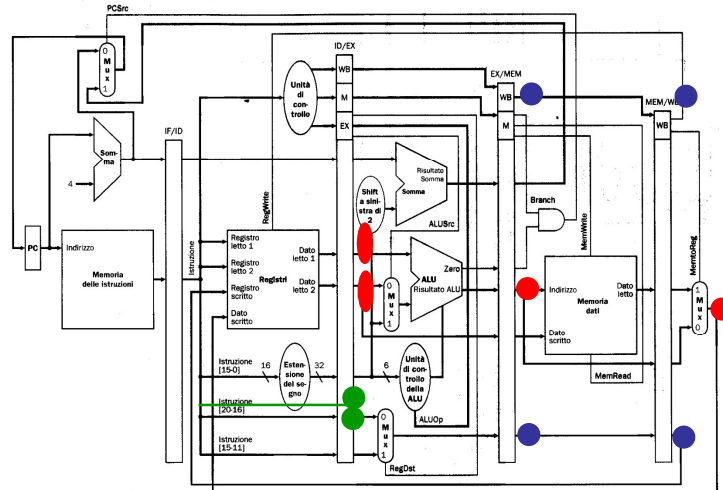 PCSrc
ID/EX
EX/MEM
MEM/WB
IF/ID
0
M
u
x
1
Unità
di
con-
trollo
WB
M
EX
WB
M
WB
Som-
ma
4
Shift
a sini-
stra di
2
Risultato
Somma
Somma
Branch
RegWrite
ALUSrc
MemWrite
MemtoReg
PC
Indirizzo
Memoria
delle istruzioni
Istruzione
Registro
letto 1
Registro
letto 2
Registro
scritto
Dato
scritto
Registri
Dato
letto 1
Dato
letto 2
0
M
u
x
1
Zero
ALU
Risultato ALU
Indirizzo
Dato
letto
Memoria
dati
Dato
scritto
1
M
u
x
0
Istruzione
[15-0]
16
Esten-
sione
del se-
gno
32
6
Unità di
controllo
della
ALU
MemRead
Istruzione
[20-16]
ALUOp
Istruzione
[15-11]
0
M
u
x
1
RegDst